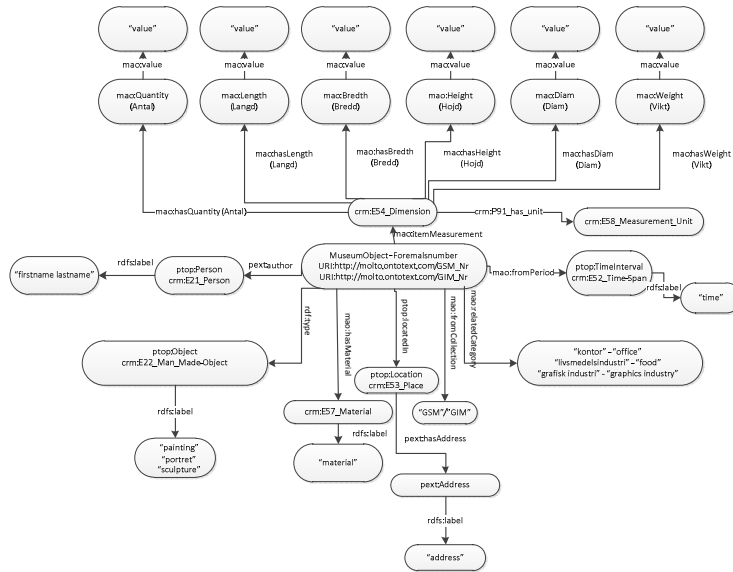 “value”
“value”
“value”
“value”
“value”
“value”
mao:value
mao:value
mao:value
mao:value
mao:value
mao:value
mao:Quantity
(Antal)
mao:Length
(Langd)
mao:Bredth
(Bredd)
mao:Height
(Hojd)
mao:Diam
(Diam)
mao:Weight
(Vikt)
mao:hasLength
(Langd)
mao:hasBredth
(Bredd)
mao:hasHeight
(Hojd)
mao:hasDiam
(Diam)
mao:hasWeight
(Vikt)
mao:hasQuantity (Antal)
crm:E54_Dimension
crm:P91_has_unit
crm:E58_Measurement_Unit
mao:itemMeasurement
MuseumObject-Foremalsnumber
URI:http://molto.ontotext.com/GSM_Nr
URI:http://molto.ontotext.com/GIM_Nr
“firstname lastname”
rdfs:label
ptop:Person
crm:E21_Person
pext:author
mao:fromPeriod
ptop:TimeInterval
crm:E52_Time-Span
rdfs:label
“time”
rdf:type
mao:hasMaterial
ptop:locatedIn
mao:fromCollection
mao:relatedCategory
ptop:Object
crm:E22_Man_Made-Object
ptop:Location
crm:E53_Place
“kontor” – “office”
“livsmedelsindustri” – “food”
“grafisk industri” - “graphics industry”
rdfs:label
crm:E57_Material
“GSM”/“GIM”
rdfs:label
pext:hasAddress
“painting”
“portret”
“sculpture”
“material”
pext:Address
rdfs:label
“address”